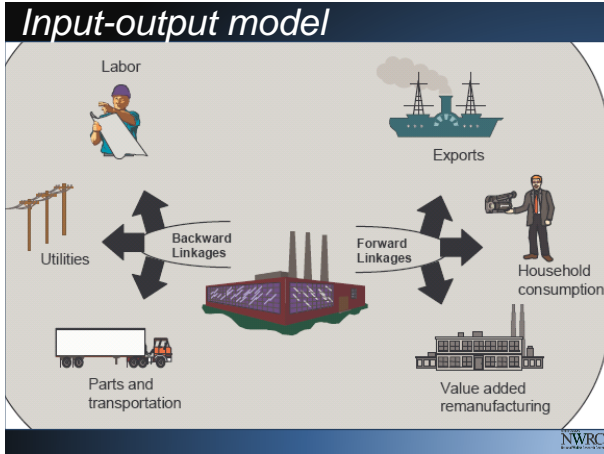 Input-output model
Labor
Exports
Utilities
Backward
Linkages
Forward
Linkages
Household
consumption
Parts and
transportation
Value added
remanufacturing
NWRC